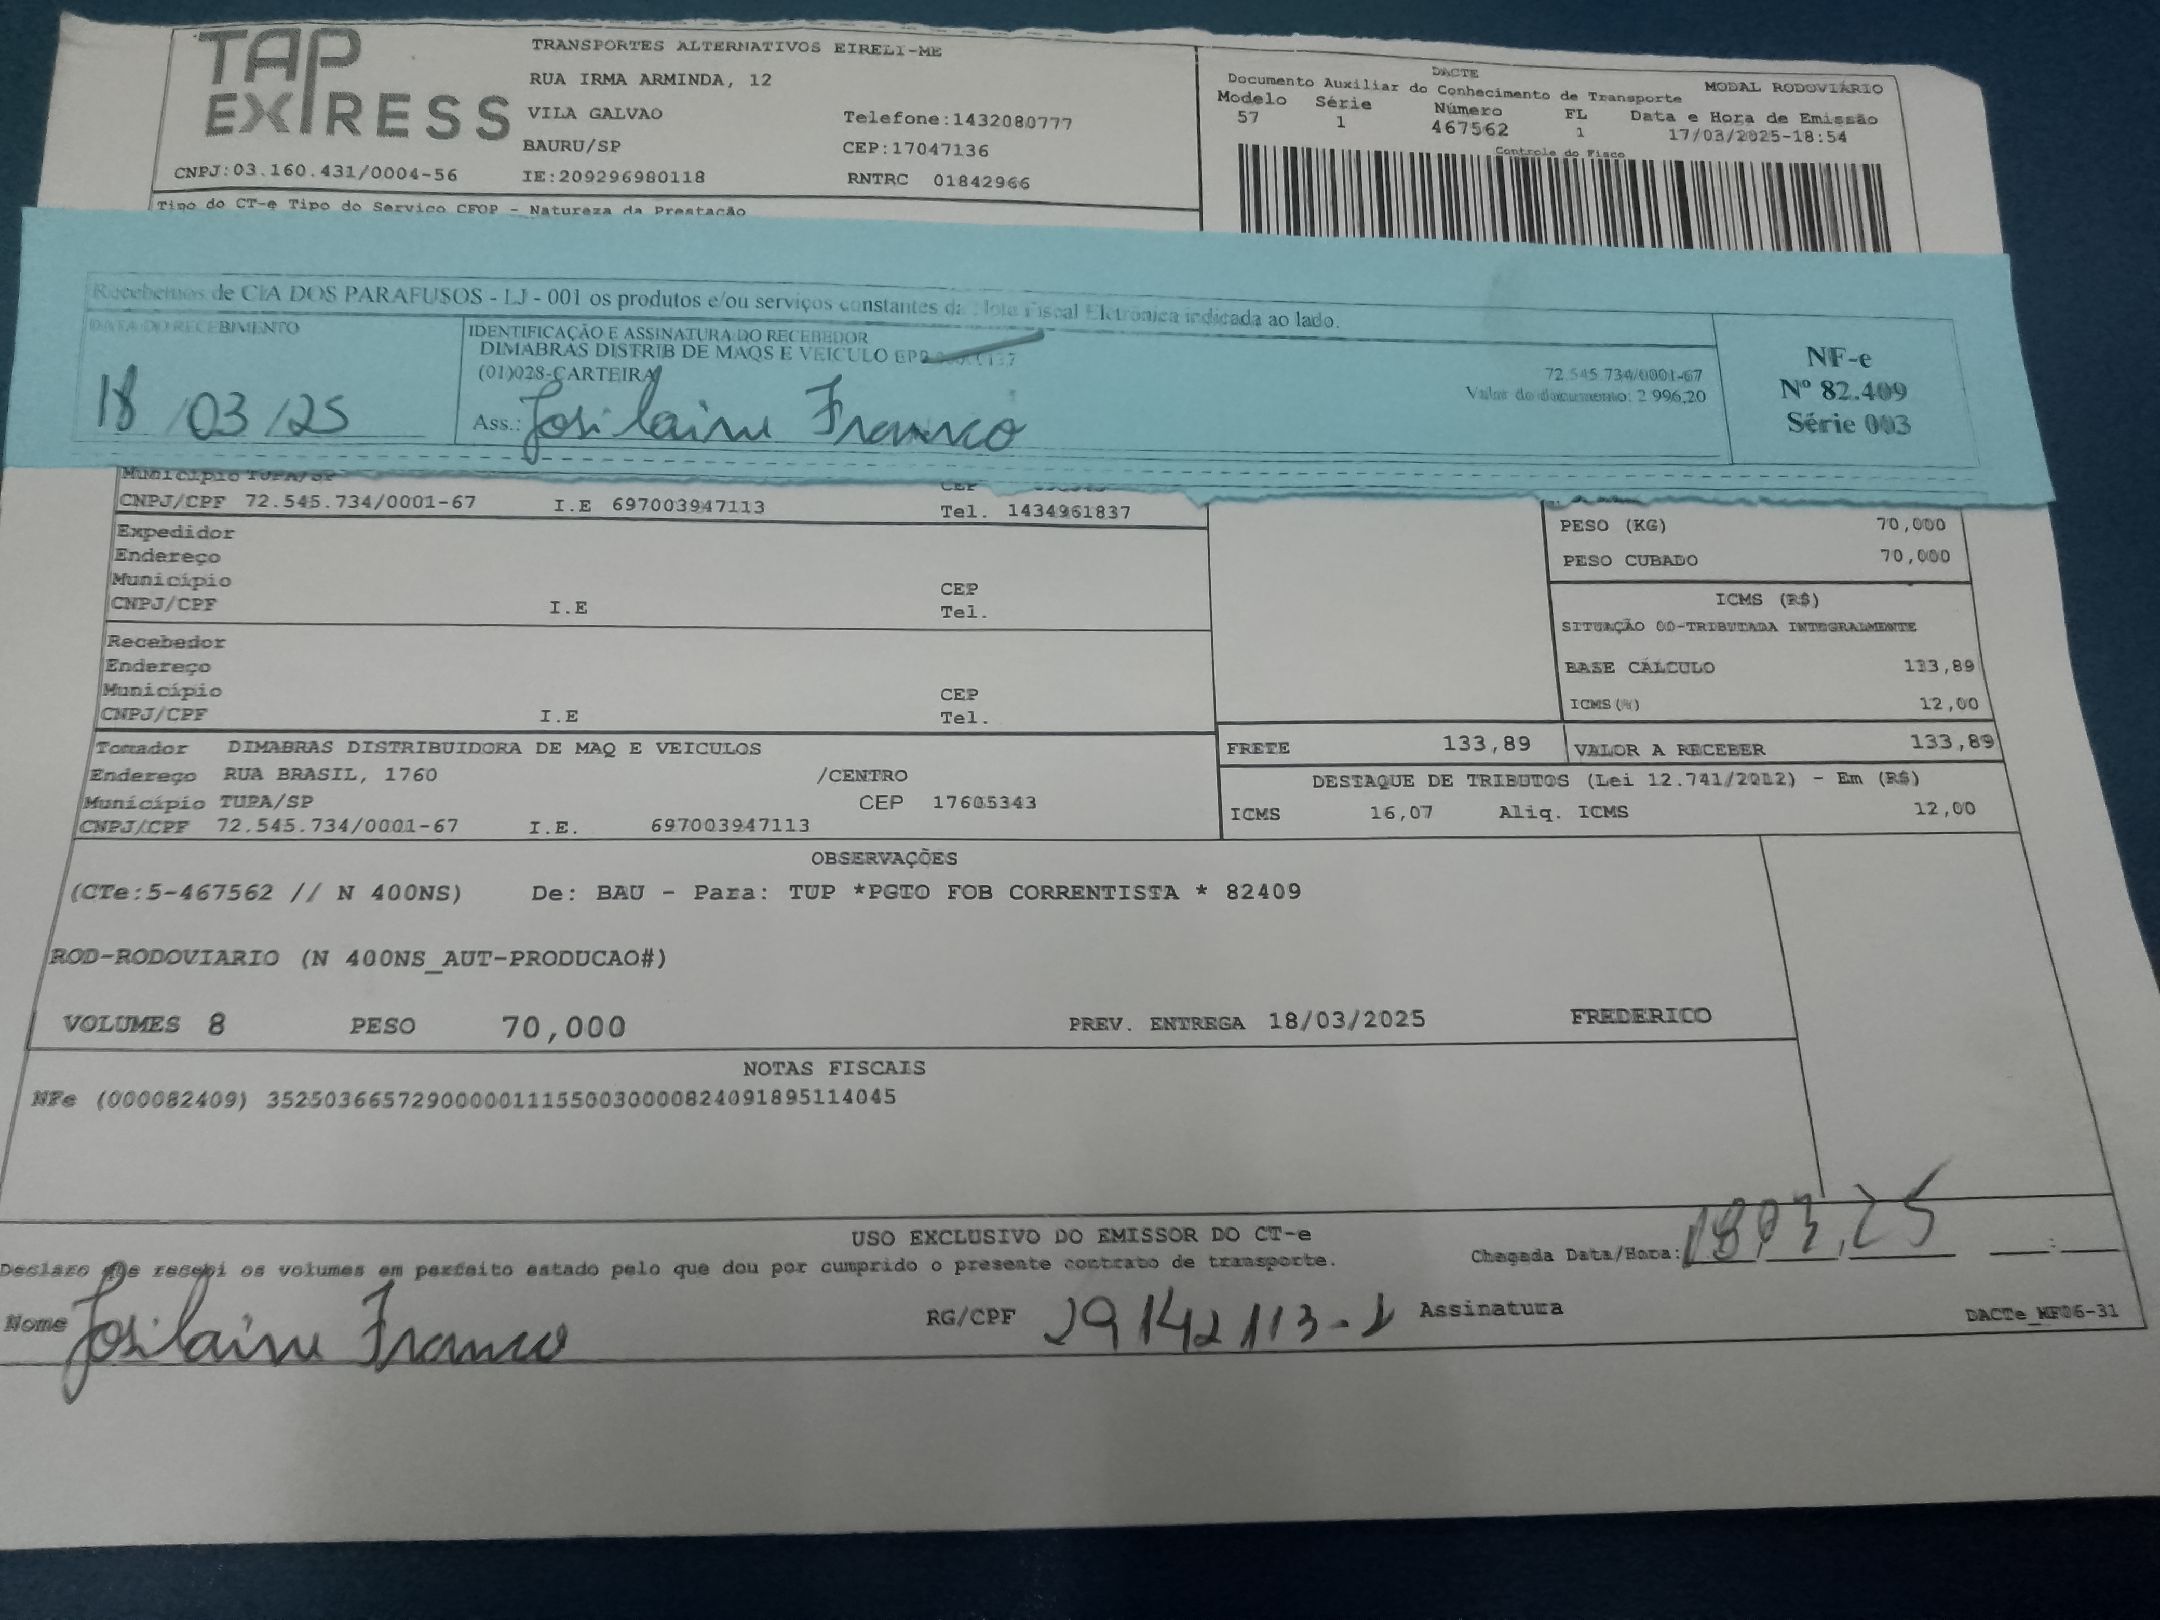 TAP EXPRESS
TRANSPORTES ALTERNATIVOS EIRELI-ME
RUA IRMA ARMINDA, 12
VILA GALVAO Telefone:1432080777
BAURU/SP CEP:17047136
CNPJ:03.160.431/0004-56 IE:209296980118 RNTRC 01842966
DACTE
Documento Auxiliar do Conhecimento de Transporte MODAL RODOVIÁRIO
Modelo Série Número FL Data e Hora de Emissão
57 1 467562 1 17/03/2025-18:54
Controle do Fisco
Tipo do CT-e Tipo do Serviço CFOP - Natureza da Prestação
Recebemos de CIA DOS PARAFUSOS - LJ - 001 os produtos e/ou serviços constantes da Nota Fiscal Eletrônica indicada ao lado.
DATA DO RECEBIMENTO
18/03/25
IDENTIFICAÇÃO E ASSINATURA DO RECEBEDOR
DIMABRAS DISTRIB DE MAQS E VEICULO EPP
(01)028-CARTEIRA
72.545.734/0001-67
Valor do documento: 2 996,20
Ass.: Josilaine Franco
NF-e
Nº 82.409
Série 003
Município TUPA/SP CEP
CNPJ/CPF 72.545.734/0001-67 I.E 697003947113 Tel. 1434961837
Expedidor
Endereço
Município CEP
CNPJ/CPF I.E Tel.
Recebedor
Endereço
Município CEP
CNPJ/CPF I.E Tel.
PESO (KG) 70,000
PESO CUBADO 70,000
ICMS (R$)
SITUAÇÃO 00-TRIBUTADA INTEGRALMENTE
BASE CÁLCULO 133,89
ICMS(%) 12,00
Tomador DIMABRAS DISTRIBUIDORA DE MAQ E VEICULOS
Endereço RUA BRASIL, 1760 /CENTRO
Município TUPA/SP CEP 17605343
CNPJ/CPF 72.545.734/0001-67 I.E. 697003947113
FRETE 133,89 VALOR A RECEBER 133,89
DESTAQUE DE TRIBUTOS (Lei 12.741/2012) - Em (R$)
ICMS 16,07 Aliq. ICMS 12,00
OBSERVAÇÕES
(CTe:5-467562 // N 400NS) De: BAU - Para: TUP *PGTO FOB CORRENTISTA * 82409
ROD-RODOVIARIO (N 400NS_AUT-PRODUCAO#)
VOLUMES 8 PESO 70,000 PREV. ENTREGA 18/03/2025 FREDERICO
NOTAS FISCAIS
NFe (000082409) 35250366572900000111550030000824091895114045
USO EXCLUSIVO DO EMISSOR DO CT-e
Declaro que recebi os volumes em perfeito estado pelo que dou por cumprido o presente contrato de transporte.
Chegada Data/Hora: 18,03,25
Nome Josilaine Franco RG/CPF 29142113-1 Assinatura
DACTe_MF06-31